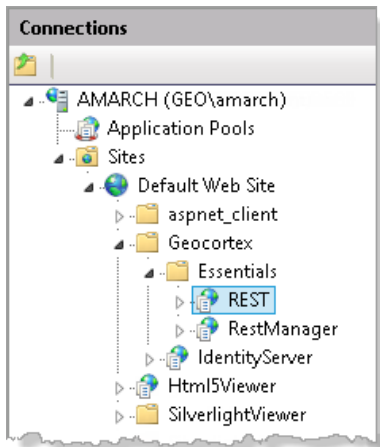 Connections
AMARCH (GEO\amarch)
Application Pools
Sites
Default Web Site
aspnet_client
Geocortex
Essentials
REST
RestManager
IdentityServer
Html5Viewer
SilverlightViewer